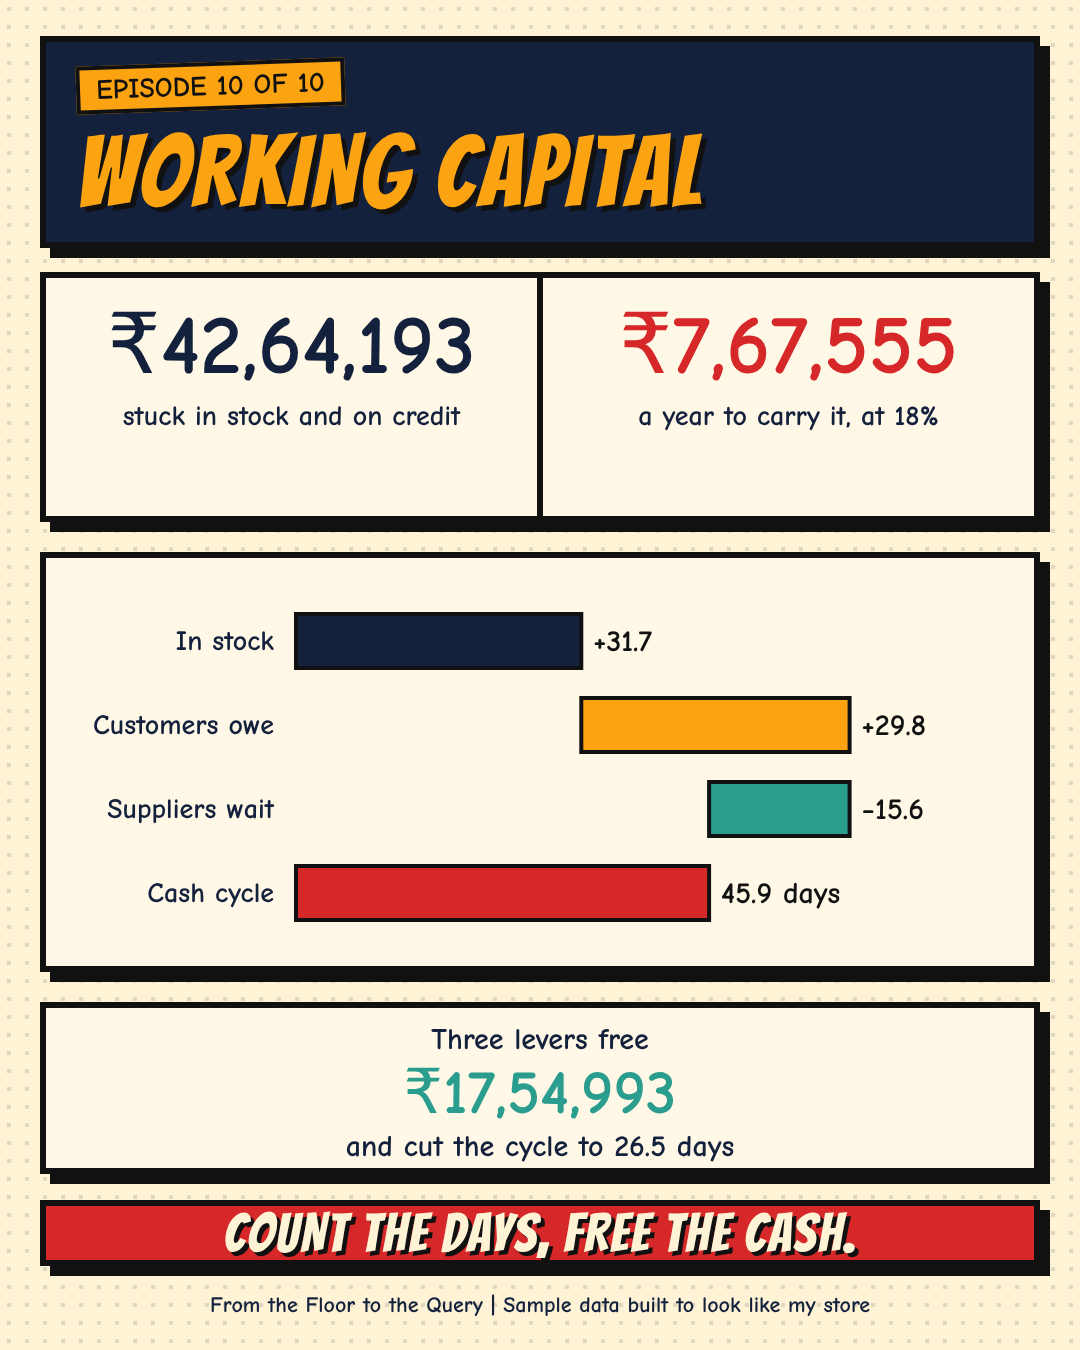 EPISODE 10 OF 10
WORKING CAPITAL
₹42,64,193
stuck in stock and on credit
₹7,67,555
a year to carry it, at 18%
In stock
+31.7
Customers owe
+29.8
Suppliers wait
−15.6
Cash cycle
45.9 days
Three levers free
₹17,54,993
and cut the cycle to 26.5 days
COUNT THE DAYS, FREE THE CASH.
From the Floor to the Query | Sample data built to look like my store